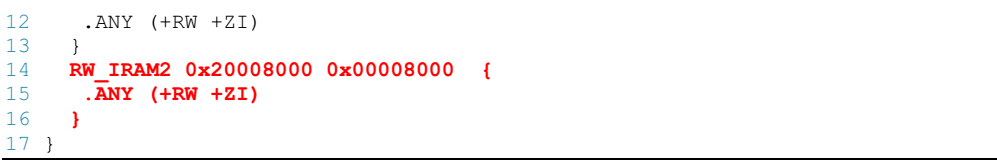 12     .ANY (+RW +ZI)
13   }
14   RW_IRAM2 0x20008000 0x00008000  {
15    .ANY (+RW +ZI)
16   }
17 }